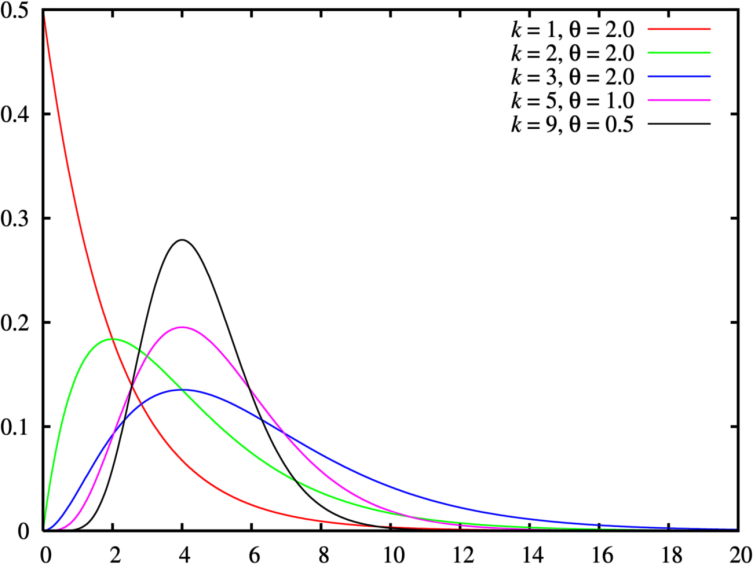 0.5
0.4
0.3
0.2
0.1
0
k = 1, θ = 2.0
k = 2, θ = 2.0
k = 3, θ = 2.0
k = 5, θ = 1.0
k = 9, θ = 0.5
0 2 4 6 8 10 12 14 16 18 20